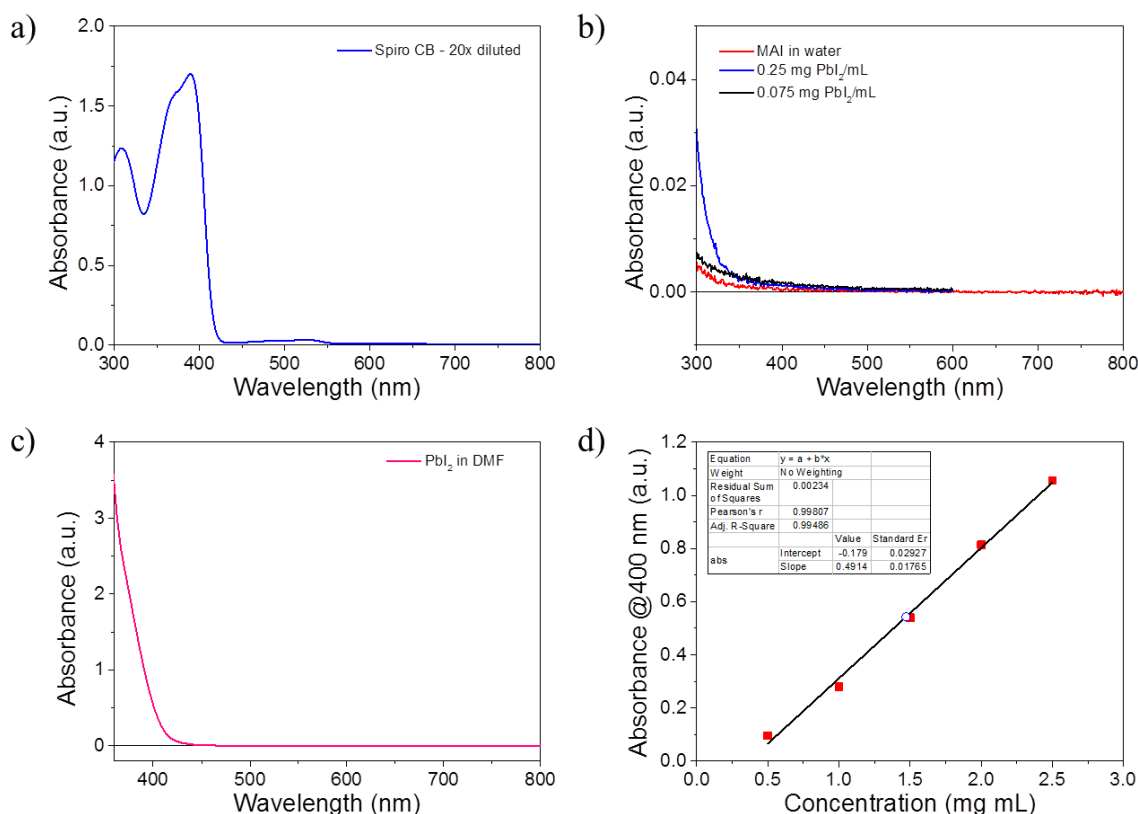 a)
2.0
1.5
1.0
0.5
0.0
Absorbance (a.u.)
Spiro CB - 20x diluted
300 400 500 600 700 800
Wavelength (nm)
b)
0.04
0.02
0.00
Absorbance (a.u.)
MAI in water
0.25 mg PbI2/mL
0.075 mg PbI2/mL
300 400 500 600 700 800
Wavelength (nm)
c)
4
3
2
1
0
Absorbance (a.u.)
PbI2 in DMF
400 500 600 700 800
Wavelength (nm)
d)
1.2
1.0
0.8
0.6
0.4
0.2
0.0
Absorbance @400 nm (a.u.)
Equation y = a + b*x
Weight No Weighting
Residual Sum of Squares 0.00234
Pearson's r 0.99807
Adj. R-Square 0.99486
Value Standard Er
abs Intercept -0.179 0.02927
Slope 0.4914 0.01765
0.0 0.5 1.0 1.5 2.0 2.5 3.0
Concentration (mg mL)